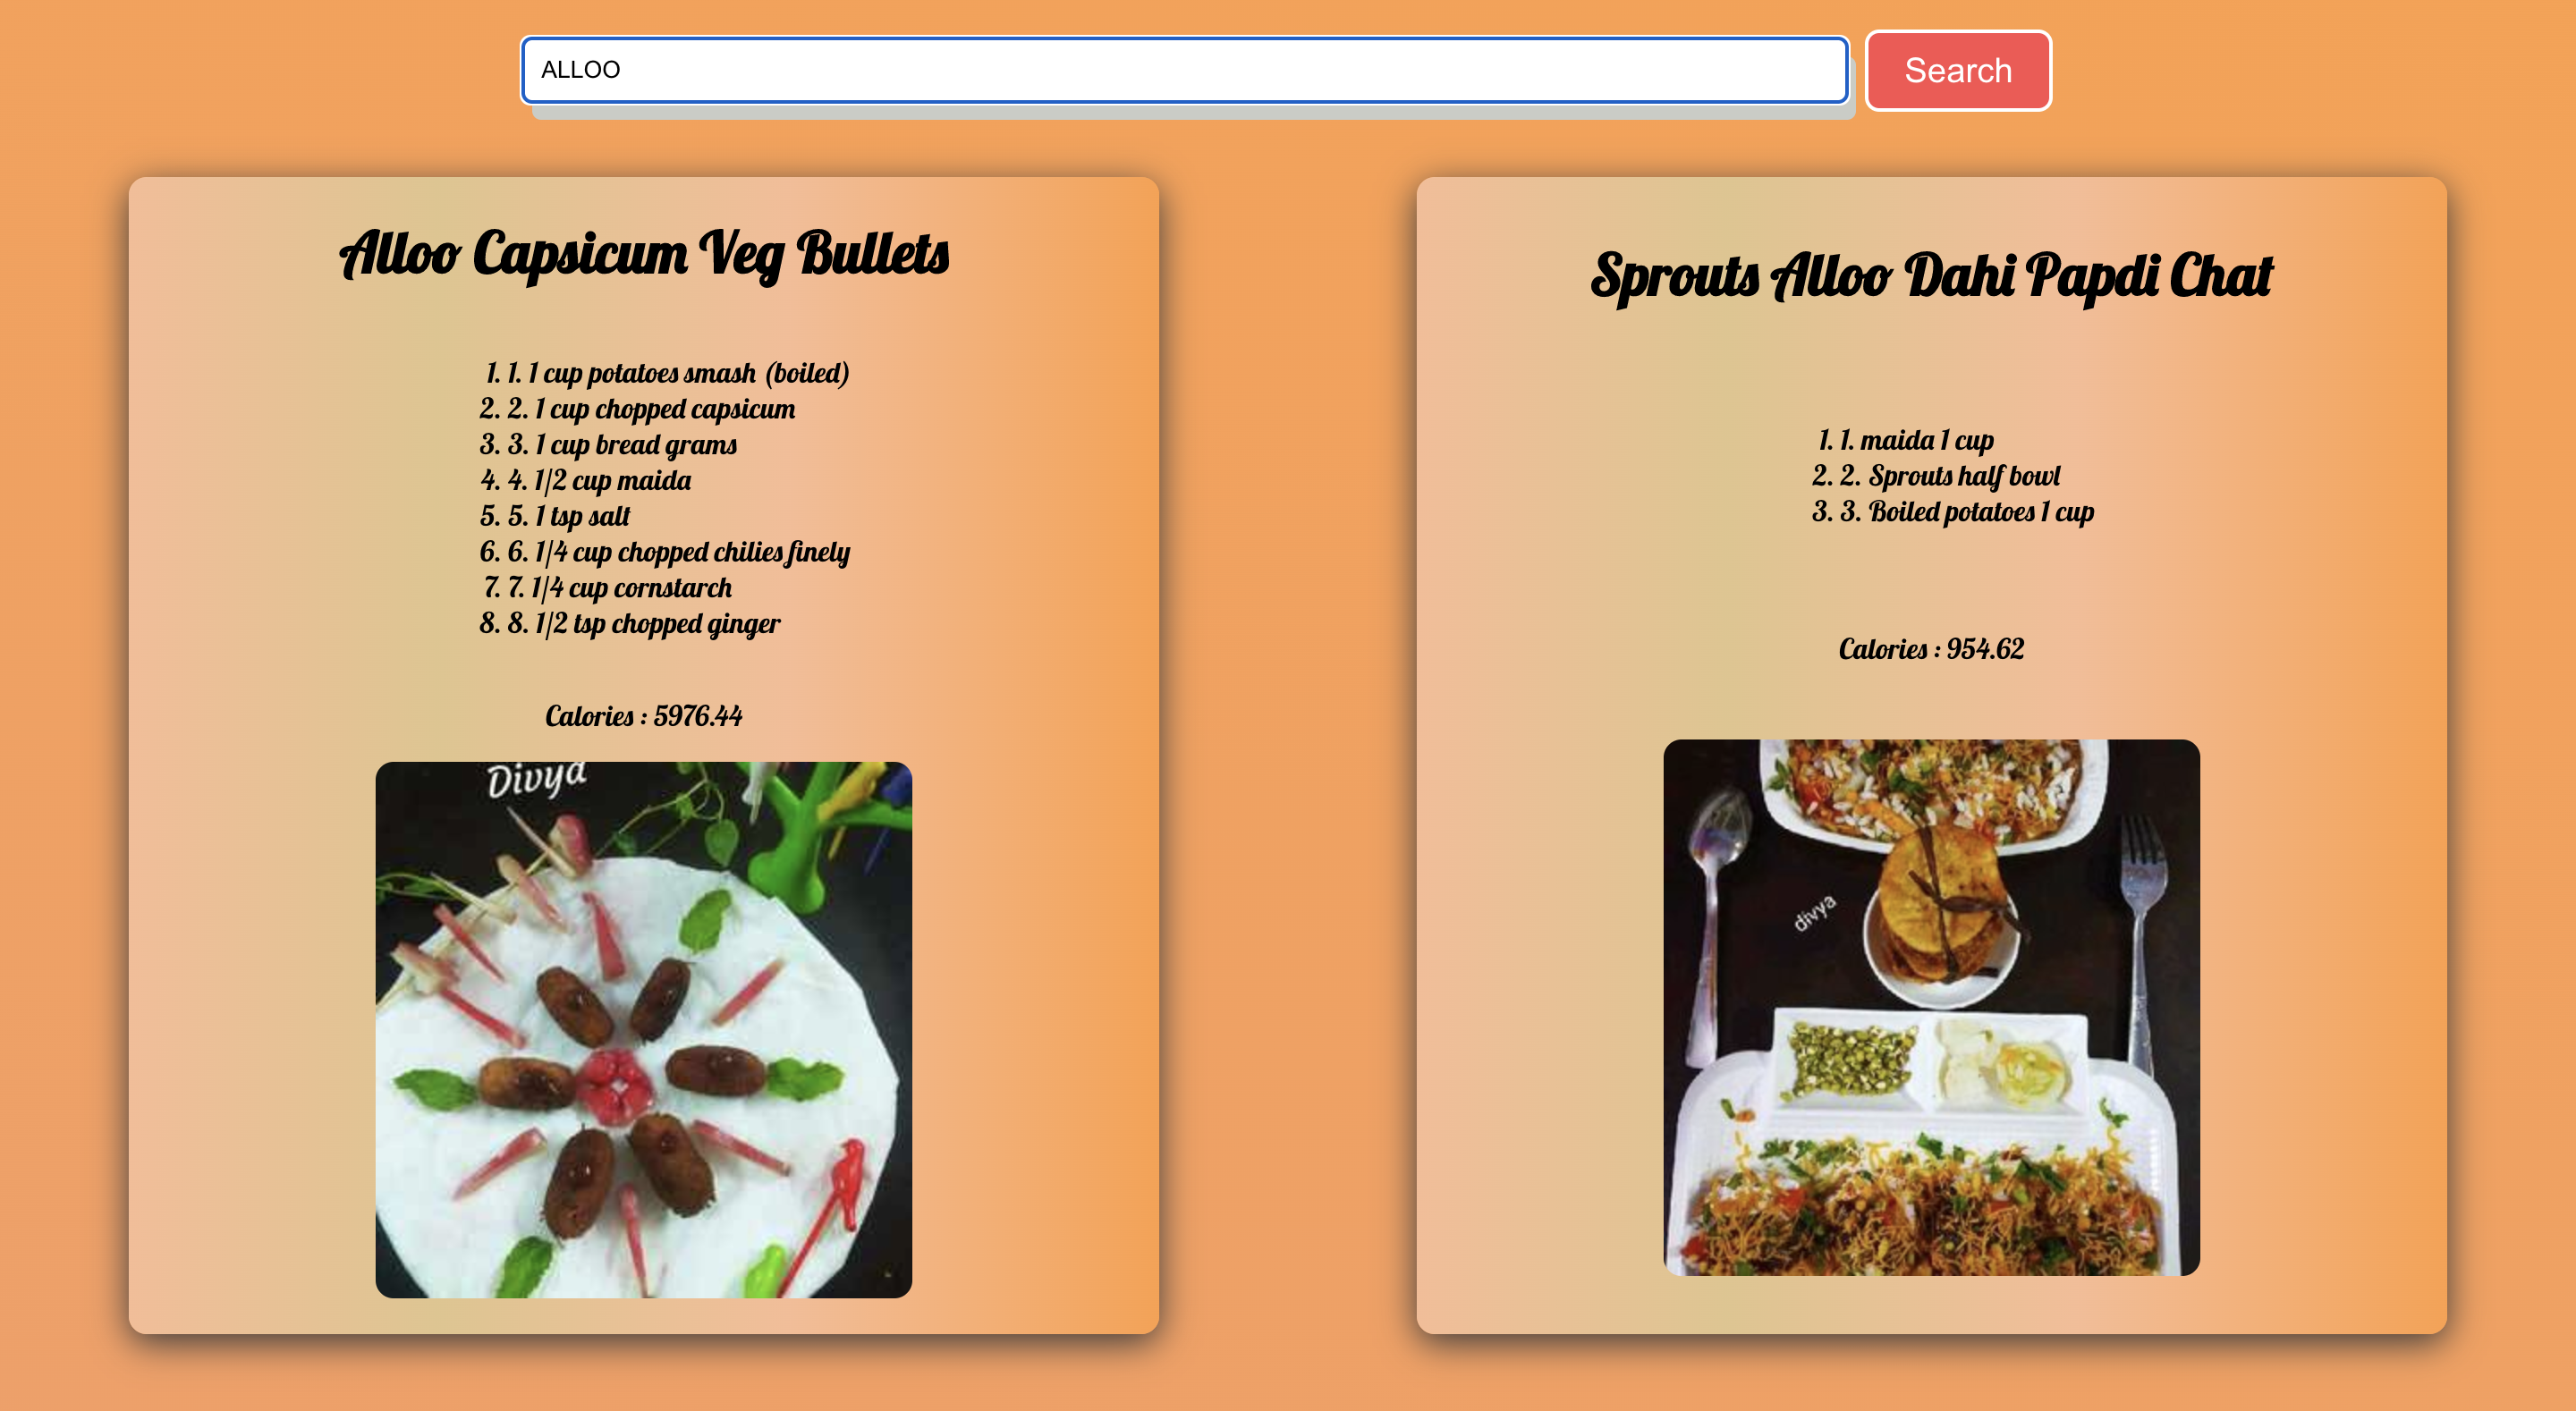 ALLOO
Search
Alloo Capsicum Veg Bullets
1. 1. 1 cup potatoes smash (boiled)
2. 2. 1 cup chopped capsicum
3. 3. 1 cup bread grams
4. 4. 1/2 cup maida
5. 5. 1 tsp salt
6. 6. 1/4 cup chopped chilies finely
7. 7. 1/4 cup cornstarch
8. 8. 1/2 tsp chopped ginger
Calories : 5976.44
Divya
Sprouts Alloo Dahi Papdi Chat
1. 1. maida 1 cup
2. 2. Sprouts half bowl
3. 3. Boiled potatoes 1 cup
Calories : 954.62
divya